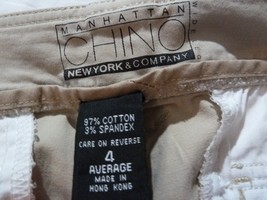 MANHATTAN
CHINO
NEW YORK & COMPANY
97% COTTON
3% SPANDEX
CARE ON REVERSE
4
AVERAGE
MADE IN
HONG KONG